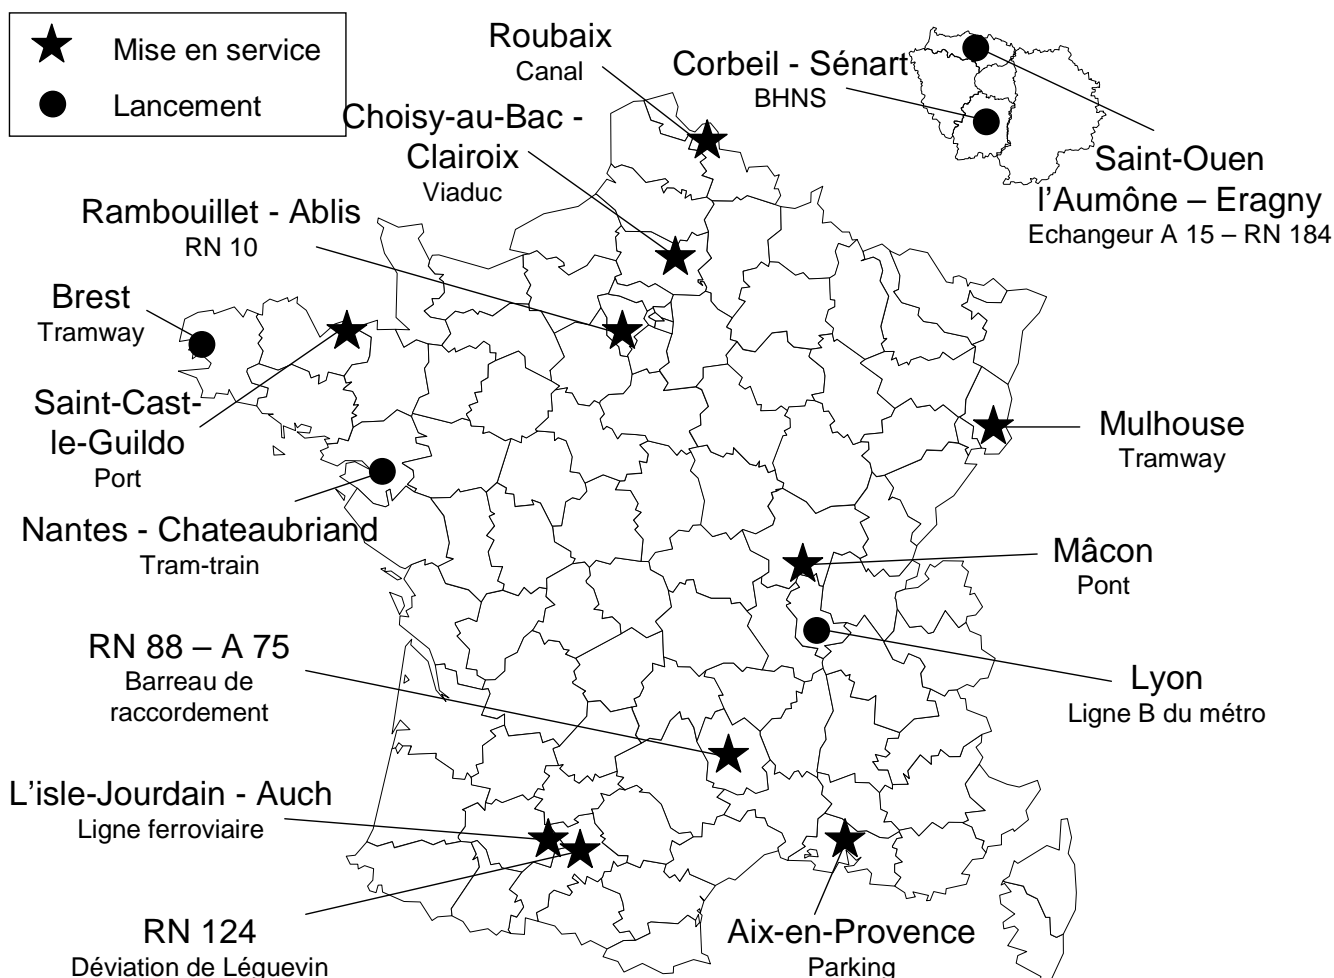 Mise en service
Lancement
Roubaix
Canal
Corbeil - Sénart
BHNS
Choisy-au-Bac -
Clairoix
Viaduc
Saint-Ouen
l’Aumône – Eragny
Echangeur A 15 – RN 184
Rambouillet - Ablis
RN 10
Brest
Tramway
Saint-Cast-
le-Guildo
Port
Mulhouse
Tramway
Nantes - Chateaubriand
Tram-train
Mâcon
Pont
RN 88 – A 75
Barreau de
raccordement
Lyon
Ligne B du métro
L’isle-Jourdain - Auch
Ligne ferroviaire
RN 124
Déviation de Léguevin
Aix-en-Provence
Parking